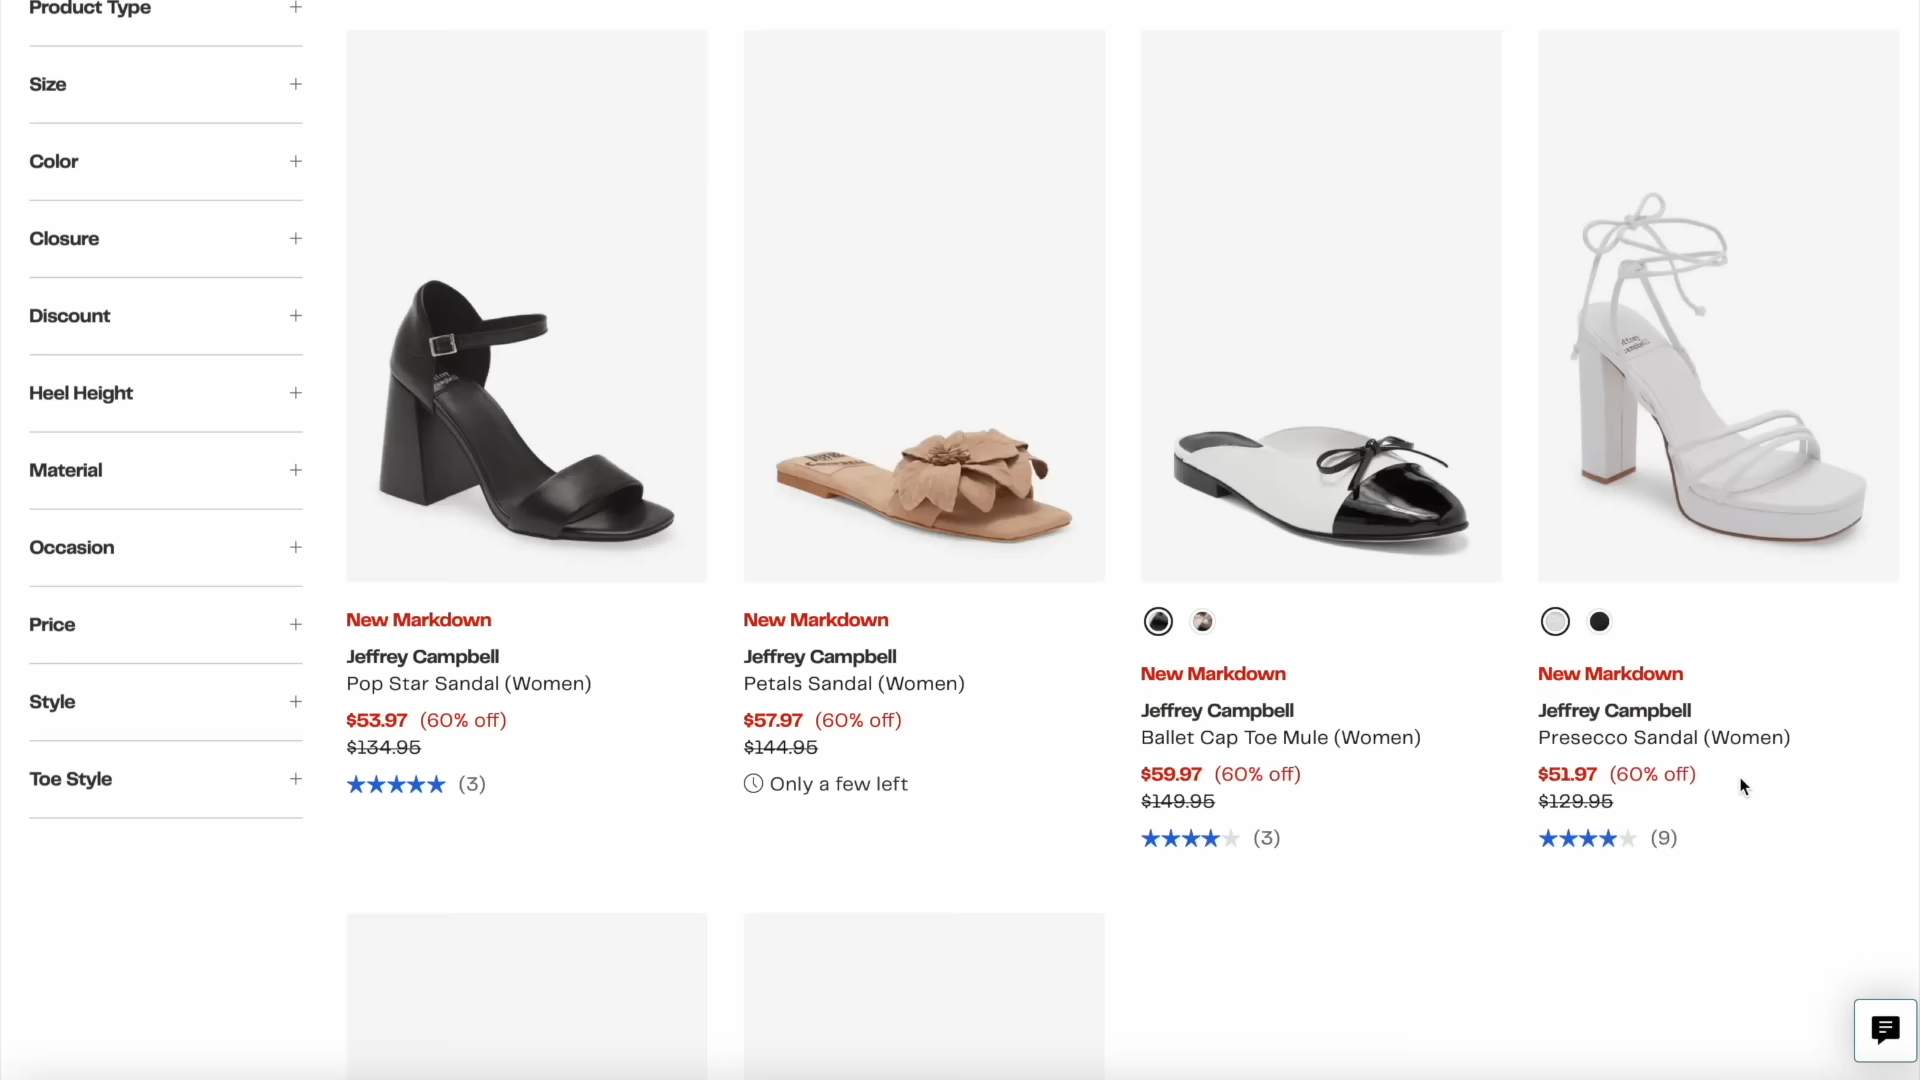 Product Type
Size
Color
Closure
Discount
Heel Height
Material
Occasion
Price
Style
Toe Style
New Markdown
Jeffrey Campbell
Pop Star Sandal (Women)
$53.97 (60% off)
$134.95
(3)
New Markdown
Jeffrey Campbell
Petals Sandal (Women)
$57.97 (60% off)
$144.95
Only a few left
New Markdown
Jeffrey Campbell
Ballet Cap Toe Mule (Women)
$59.97 (60% off)
$149.95
(3)
New Markdown
Jeffrey Campbell
Presecco Sandal (Women)
$51.97 (60% off)
$129.95
(9)